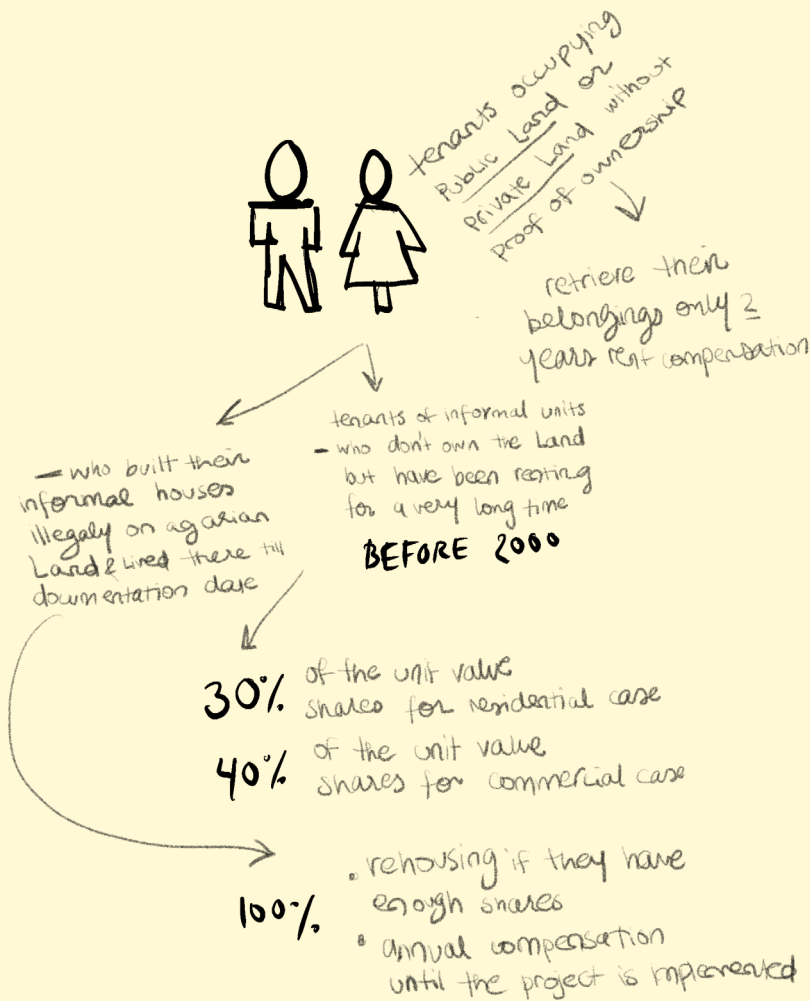 tenants occupying
Public Land or
Private Land without
proof of ownership
retrieve their
belongings only 2
years rent compensation
tenants of informal units
- who don't own the Land
but have been renting
for a very long time
BEFORE 2000
- who built their
informal houses
illegaly on agarian
Land & Lived there till
documentation date
30% of the unit value
shares for residential case
40% of the unit value
shares for commercial case
100%
. rehousing if they have
enough shares
. annual compensation
until the project is implemented